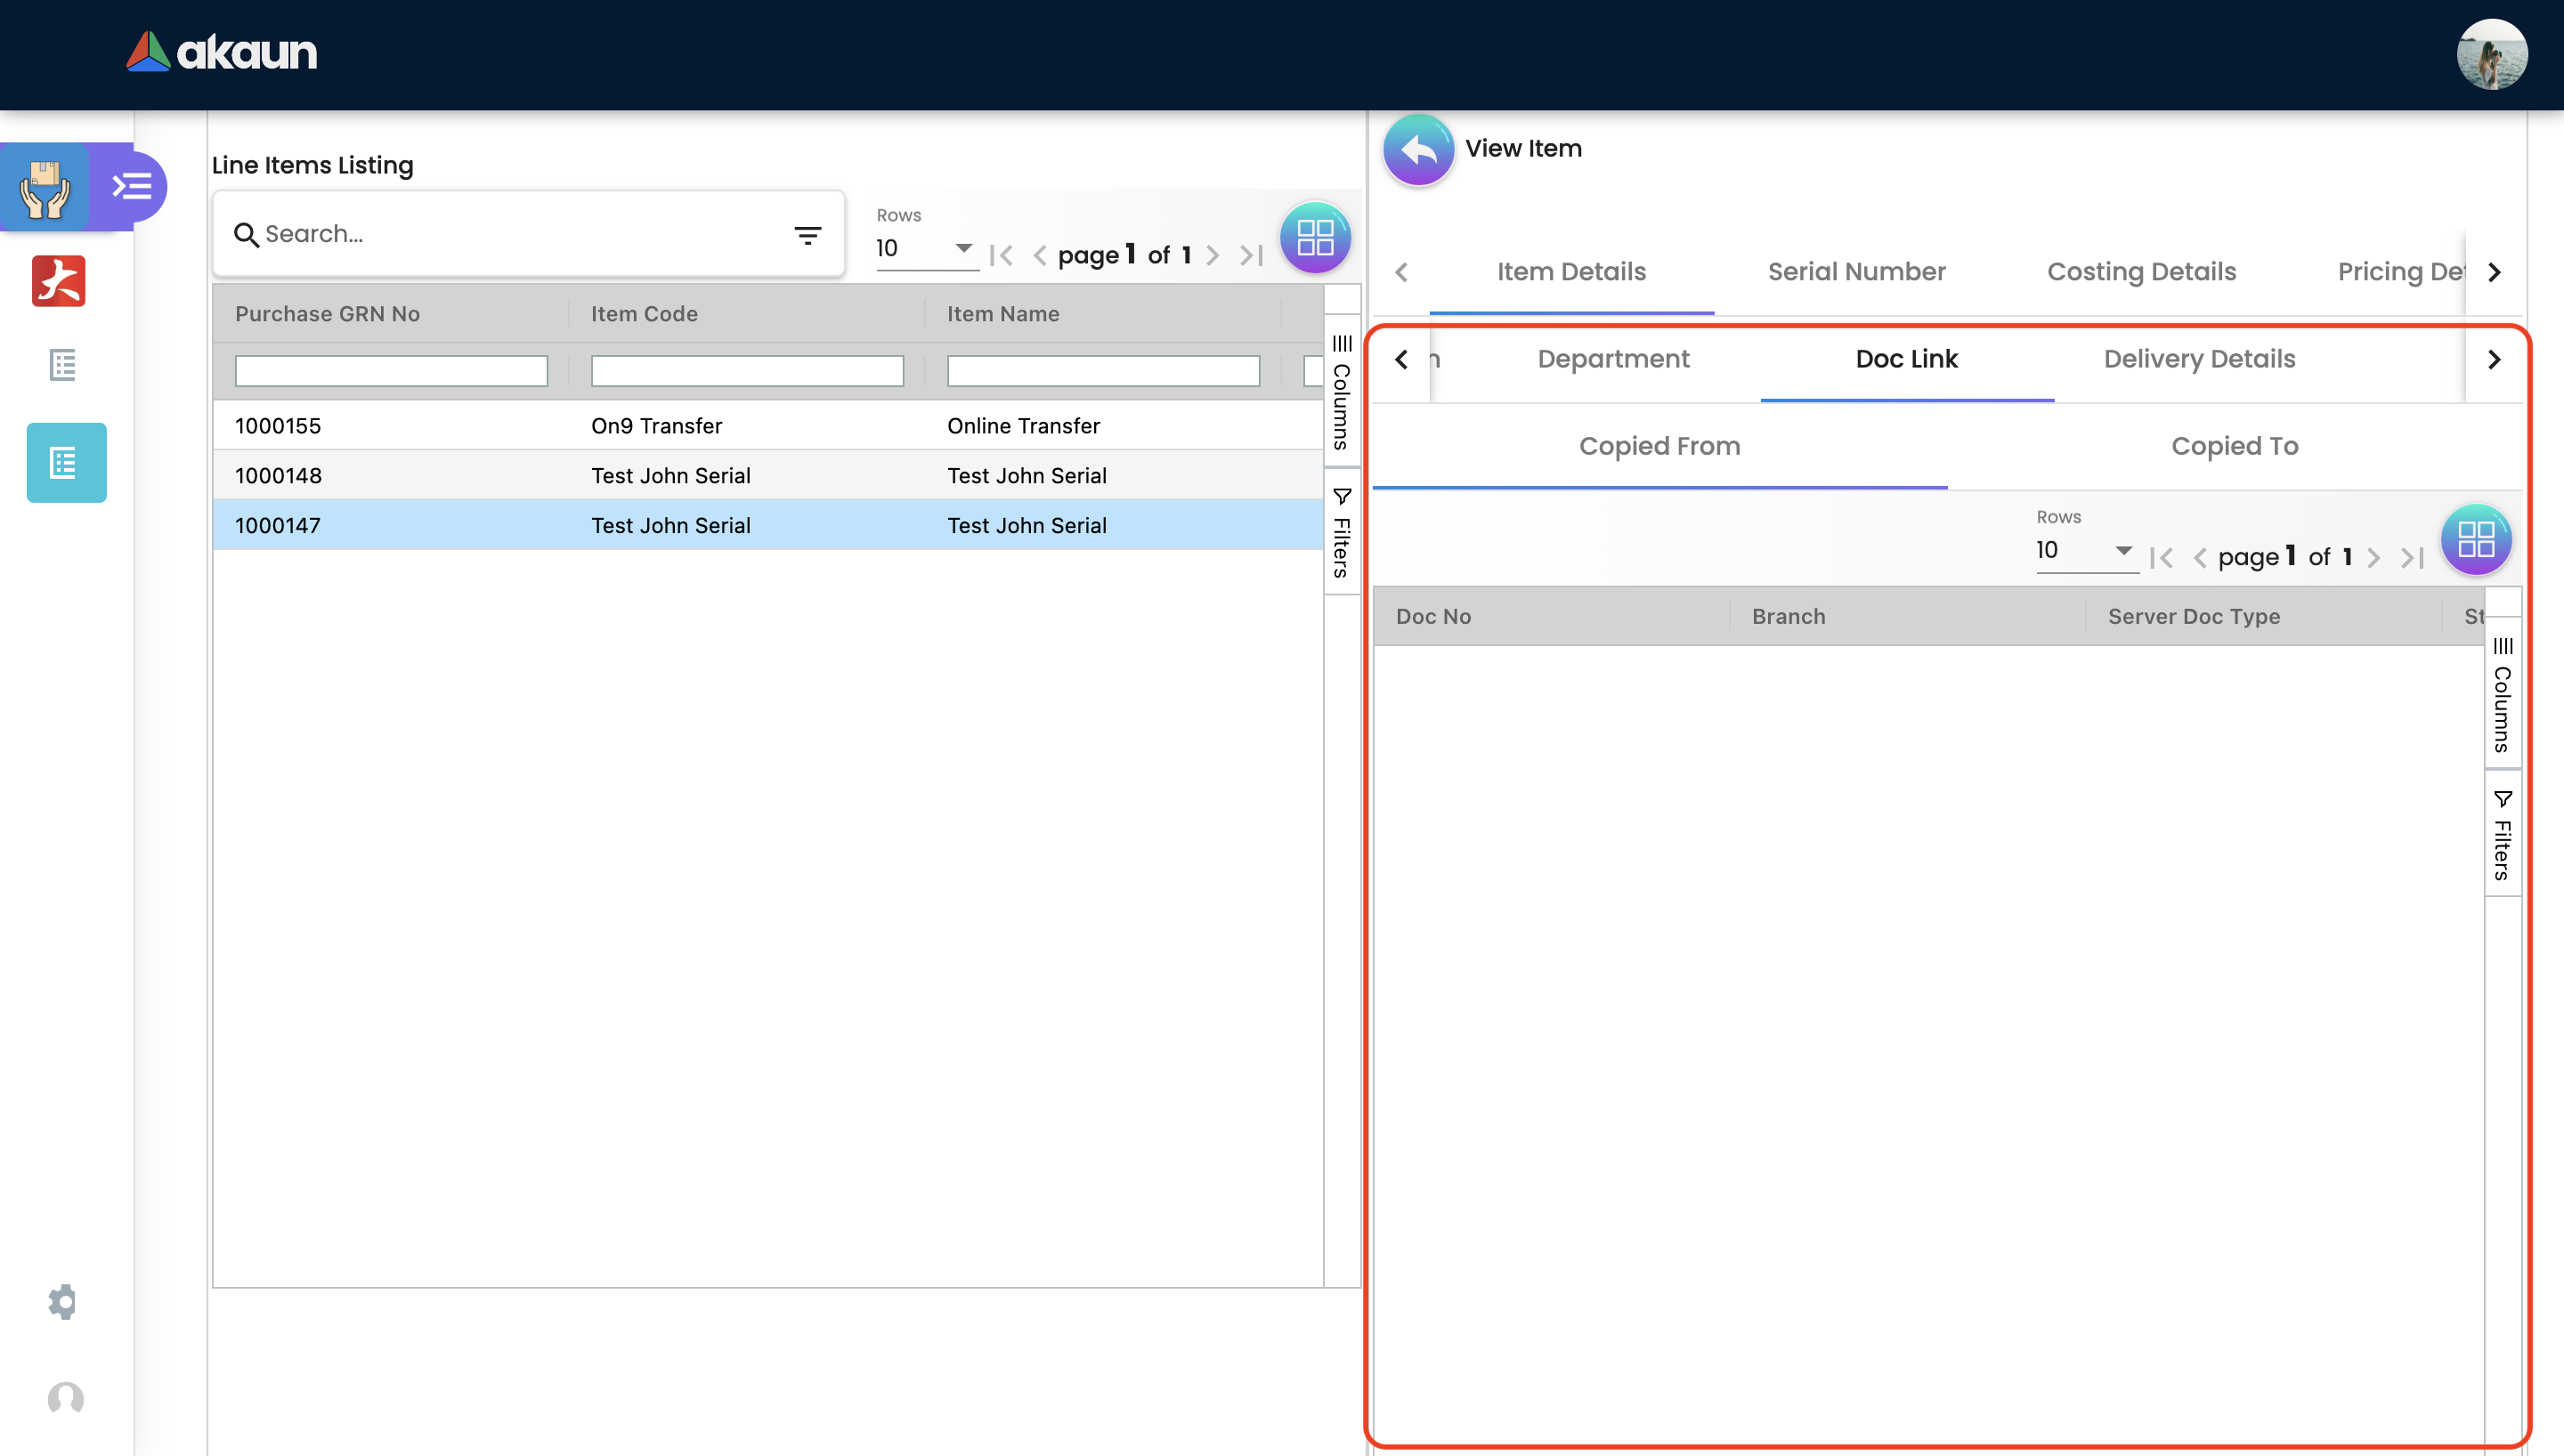 akaun
Line Items Listing
Search...
Rows
10
page 1 of 1
Purchase GRN No
Item Code
Item Name
1000155
On9 Transfer
Online Transfer
1000148
Test John Serial
Test John Serial
1000147
Test John Serial
Test John Serial
Columns
Filters
View Item
Item Details
Serial Number
Costing Details
Pricing Det
n
Department
Doc Link
Delivery Details
Copied From
Copied To
Rows
10
page 1 of 1
Doc No
Branch
Server Doc Type
St
Columns
Filters